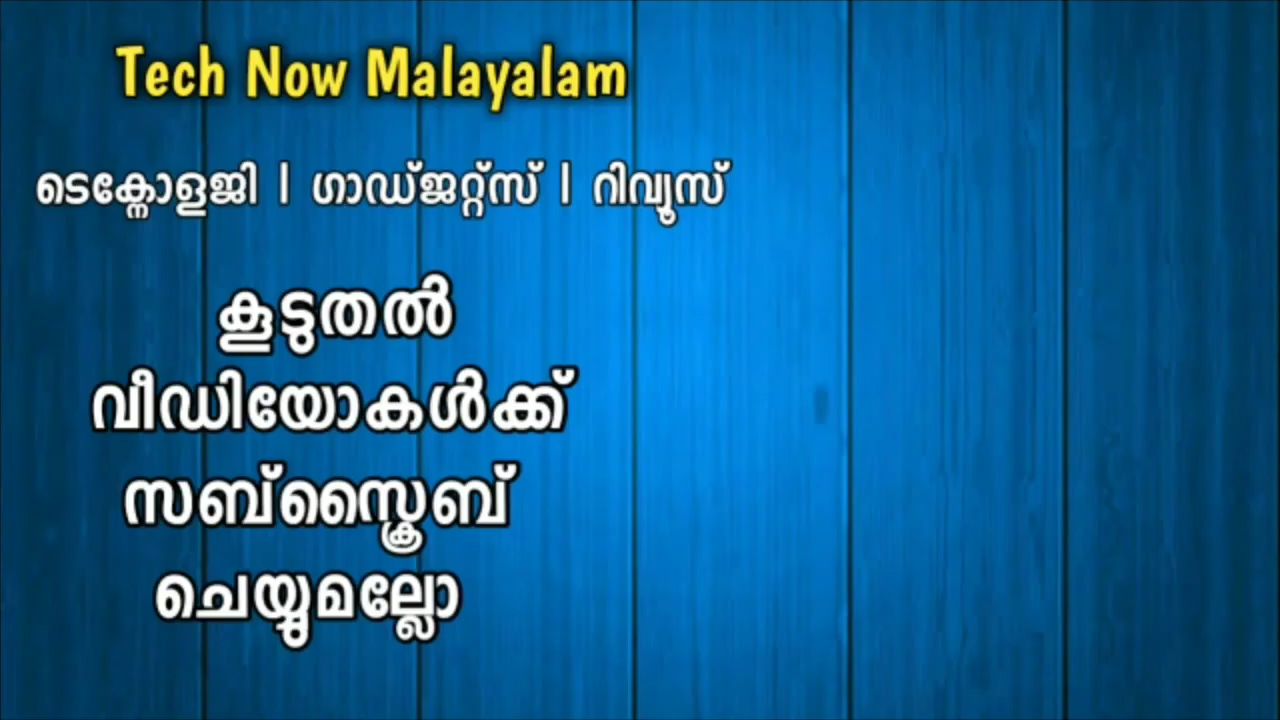 Tech Now Malayalam
ടെക്നോളജി | ഗാഡ്ജറ്റ്സ് | റിവ്യൂസ്
കൂടുതൽ
വീഡിയോകൾക്ക്
സബ്സ്ക്രൈബ്
ചെയ്യുമല്ലോ